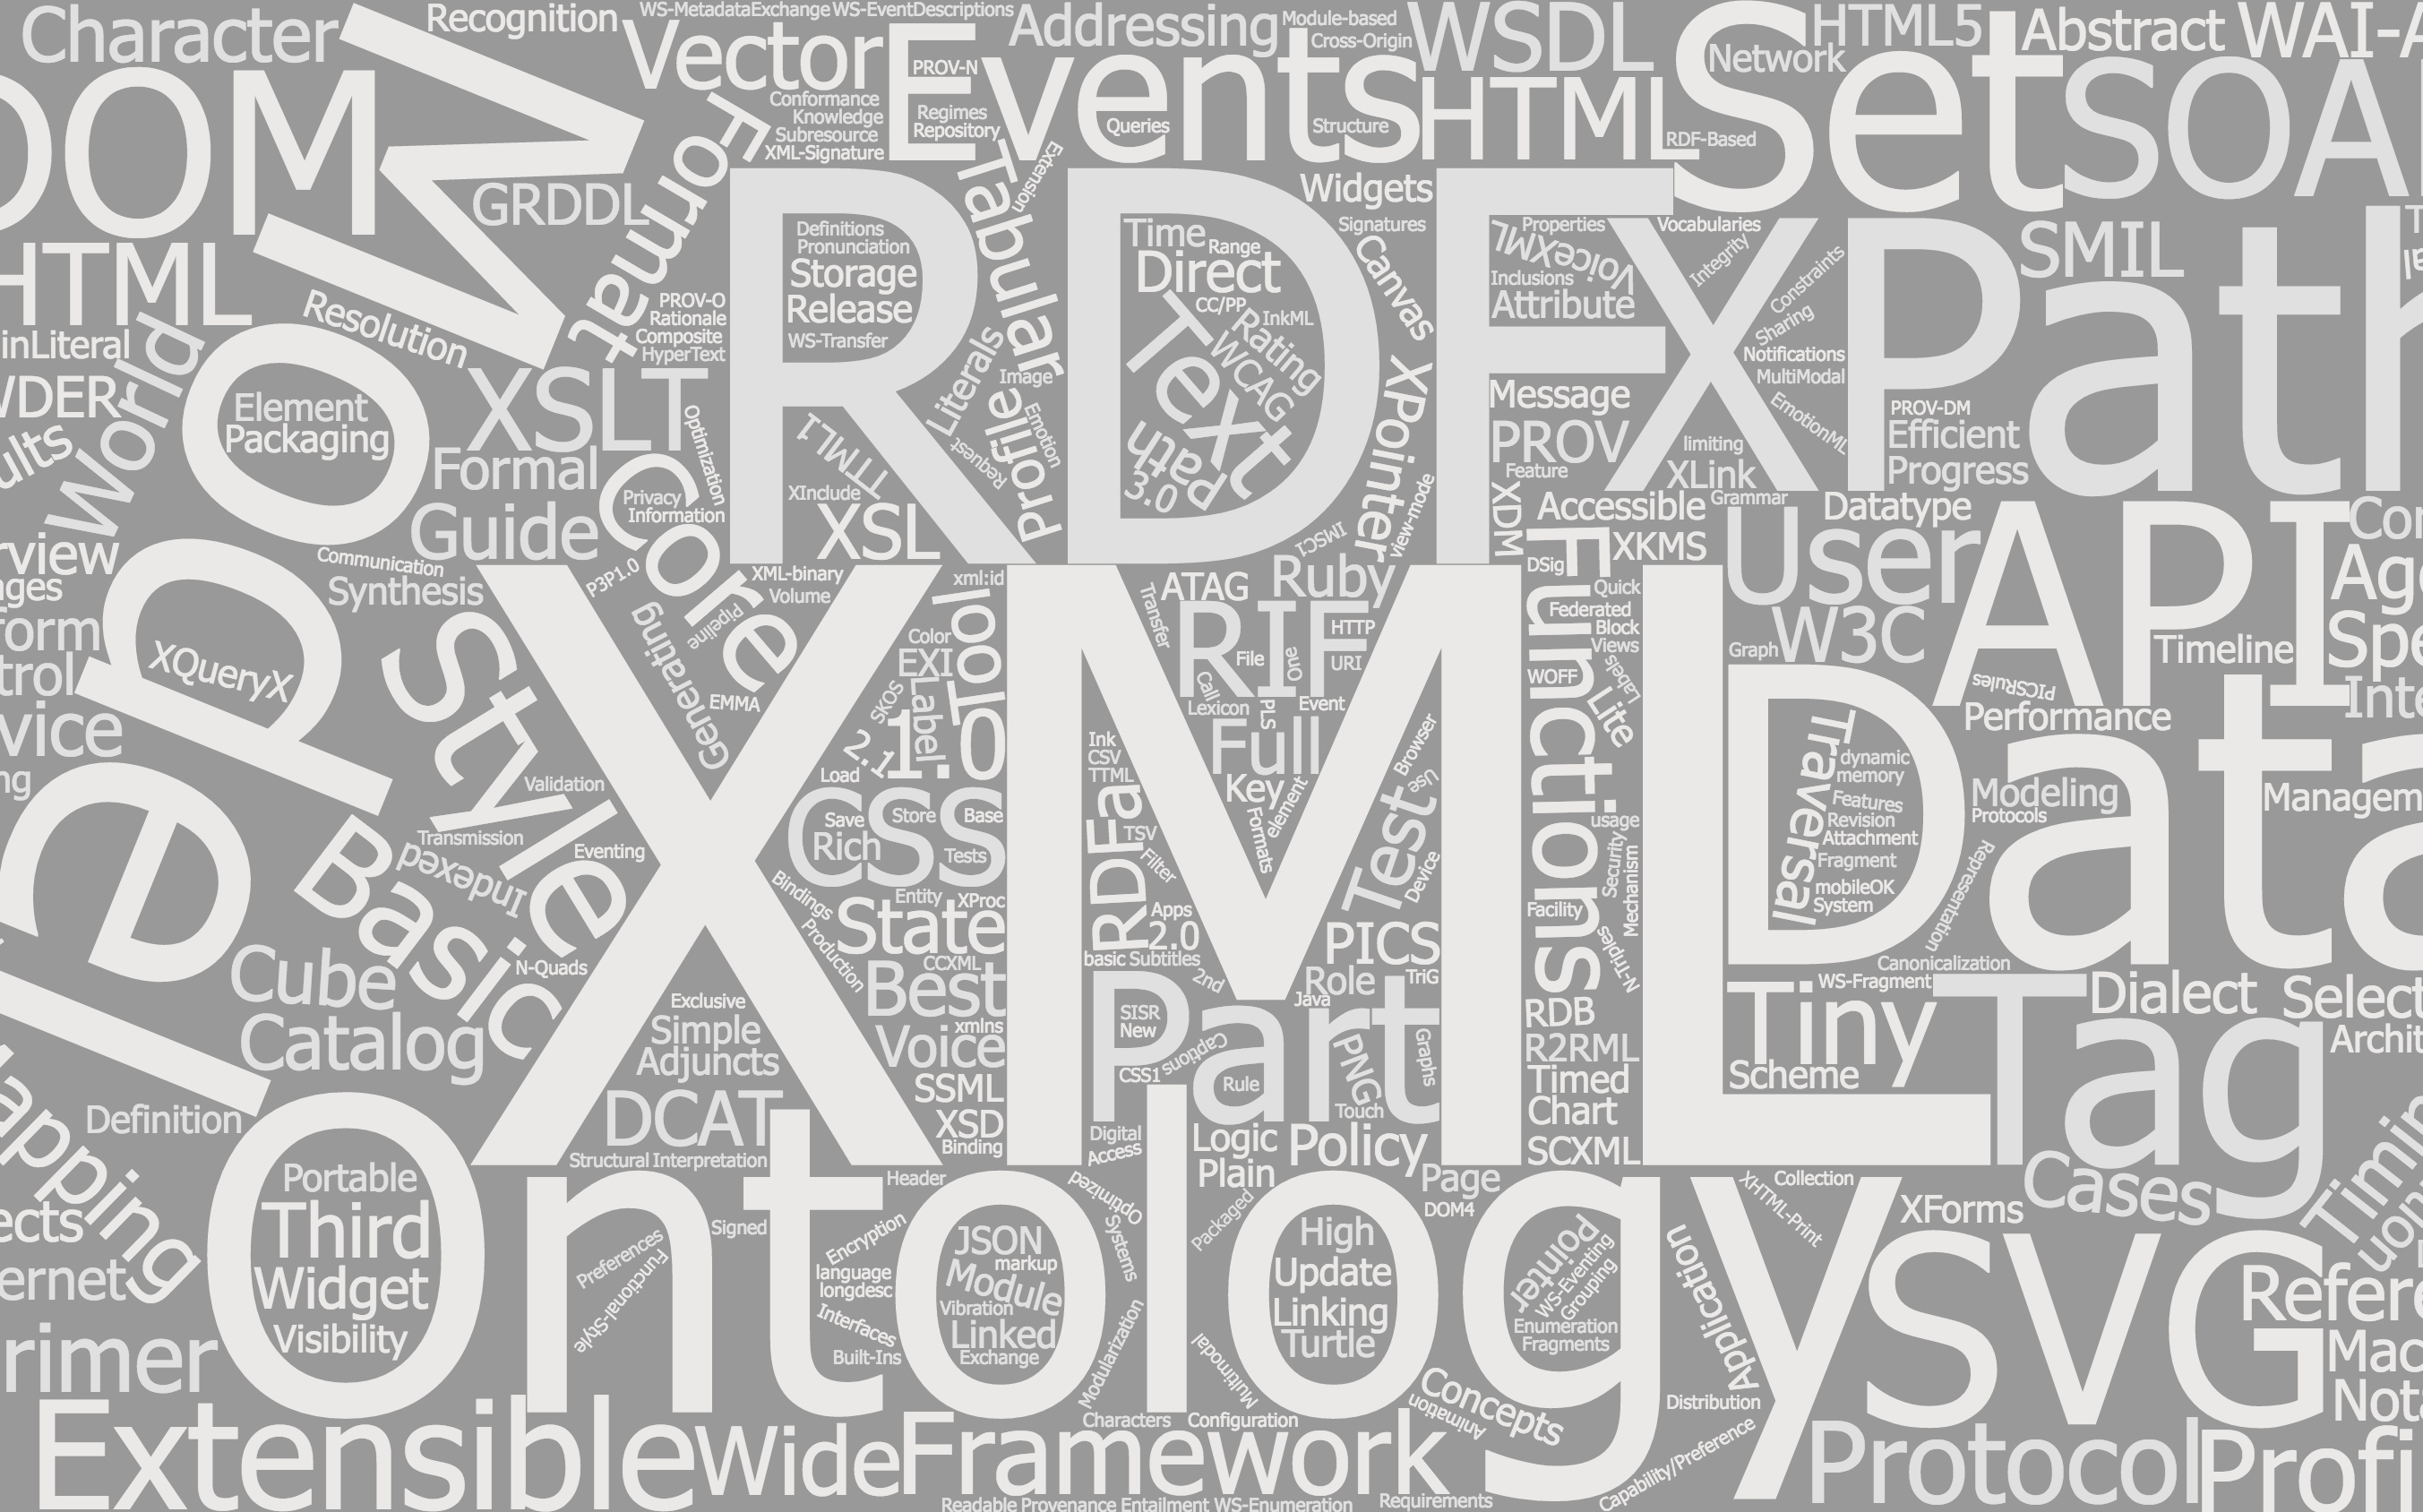 Character
Recognition
WS-MetadataExchange
WS-EventDescriptions
Addressing
Module-based
Cross-Origin
WSDL
Set
Network
HTML5
Abstract
WAI-A
DOM
Model
Vector
Events
PROV-N
Conformance
Knowledge
Subresource
XML-Signature
Regimes
Repository
Queries
Structure
HTML
RDF-Based
SOA
GRDDL
Format
Tabular
Extension
RDF
Widgets
Signatures
Properties
Vocabularies
VoiceXML
Integrity
Constraints
Sharing
XPath
SMIL
HTML
Resolution
PROV-O
Rationale
Composite
HyperText
Definitions
Pronunciation
Storage
Release
WS-Transfer
Time
Range
Direct
CC/PP
InkML
Rating
WCAG
Text
Path
3.0
Canvas
Inclusions
Attribute
Notifications
MultiModal
EmotionML
inLiteral
World
WDER
ults
Element
Packaging
XSLT
Optimization
Literals
Image
Profile
Emotion
Request
TTML1
XInclude
XSL
XPointer
view-mode
IMSC1
Message
PROV
Feature
limiting
XLink
PROV-DM
Efficient
Progress
Formal
Guide
Core
Privacy
Information
XDM
Accessible
Grammar
Datatype
XKMS
User
API
Con
Age
rview
ges
form
trol
vice
ng
Communication
Synthesis
P3P1.0
XML-binary
Volume
Pipeline
Generating
EMMA
xml:id
Tool
XML
Transfer
ATAG
Ruby
RIF
HTTP
File
one
URI
DSig
Functions
Quick
Federated
Block
Views
Labels
WOFF
Lite
Graph
W3C
Timeline
Spe
Inte
XQueryX
Style
Color
EXI
SKOS
Label
1.0
2.1
Load
Call
Lexicon
PLS
Event
Full
Ink
CSV
TTML
Browser
Use
Key
element
Formats
Test
Device
PICSRules
Performance
Data
Traversal
dynamic
memory
Features
Revision
Attachment
Fragment
mobileOK
System
Modeling
Protocols
Managem
Representation
Validation
Transmission
Indexed
Eventing
Basic
CSS
Save
Store
Base
Rich
Tests
RDFa
TSV
Filter
Apps
2.0
basic
Subtitles
2nd
usage
Security
Mechanism
Facility
N-Triples
Entity
XProc
State
Bindings
Production
CCXML
Best
xmlns
Voice
PICS
Role
TriG
Java
Cube
N-Quads
Catalog
Exclusive
Simple
Adjuncts
DCAT
SSML
XSD
Binding
Part
SISR
New
Captions
CSS1
Rule
PNG
Touch
Graphs
RDB
R2RML
Timed
Chart
SCXML
Canonicalization
WS-Fragment
Tiny
Scheme
Tag
Dialect
Select
Archit
Mapping
Definition
Structural
Interpretation
Digital
Access
Logic
Plain
Policy
Page
DOM4
Collection
XHTML-Print
XForms
Cases
Timin
Ontology
Portable
Third
Widget
Visibility
Preferences
Functional-Style
Signed
Header
Encryption
language
longdesc
Interfaces
Built-Ins
JSON
markup
Module
Vibration
Linked
Exchange
Optimized
Systems
Modularization
Packaged
Multimodal
High
Update
Linking
Turtle
Pointer
WS-Eventing
Grouping
Enumeration
Fragments
Application
SVG
Refere
Mac
Not
ects
ernet
rimer
Extensible
Wide
Framework
Characters
Configuration
Animation
Concepts
Distribution
Capability/Preference
Protocol
Profi
Readable
Provenance
Entailment
WS-Enumeration
Requirements